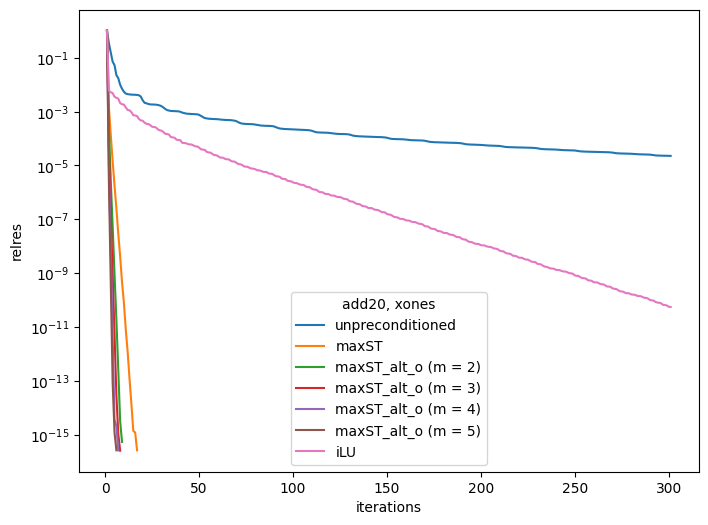 relres
10⁻¹
10⁻³
10⁻⁵
10⁻⁷
10⁻⁹
10⁻¹¹
10⁻¹³
10⁻¹⁵
add20, xones
unpreconditioned
maxST
maxST_alt_o (m = 2)
maxST_alt_o (m = 3)
maxST_alt_o (m = 4)
maxST_alt_o (m = 5)
iLU
0 50 100 150 200 250 300
iterations